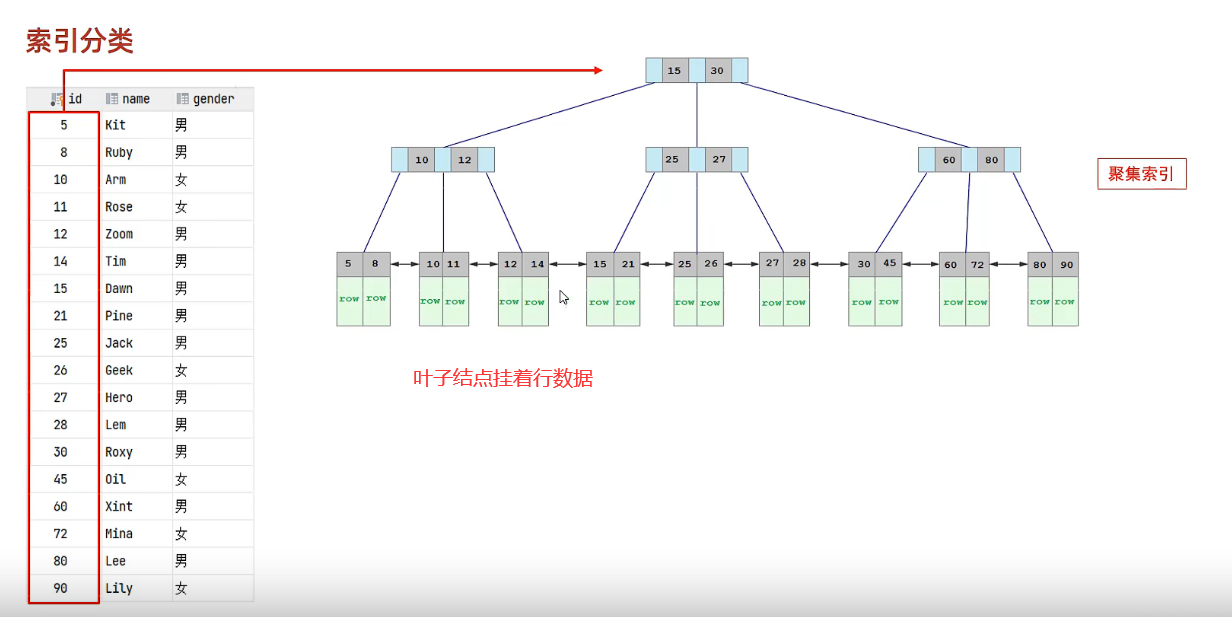 索引分类
id name gender
5 Kit 男
8 Ruby 男
10 Arm 女
11 Rose 女
12 Zoom 男
14 Tim 男
15 Dawn 男
21 Pine 男
25 Jack 男
26 Geek 女
27 Hero 男
28 Lem 男
30 Roxy 男
45 Oil 女
60 Xint 男
72 Mina 女
80 Lee 男
90 Lily 女
15 30
10 12 25 27 60 80
聚集索引
5 8 10 11 12 14 15 21 25 26 27 28 30 45 60 72 80 90
row row row row row row row row row row row row row row row row row row
叶子结点挂着行数据